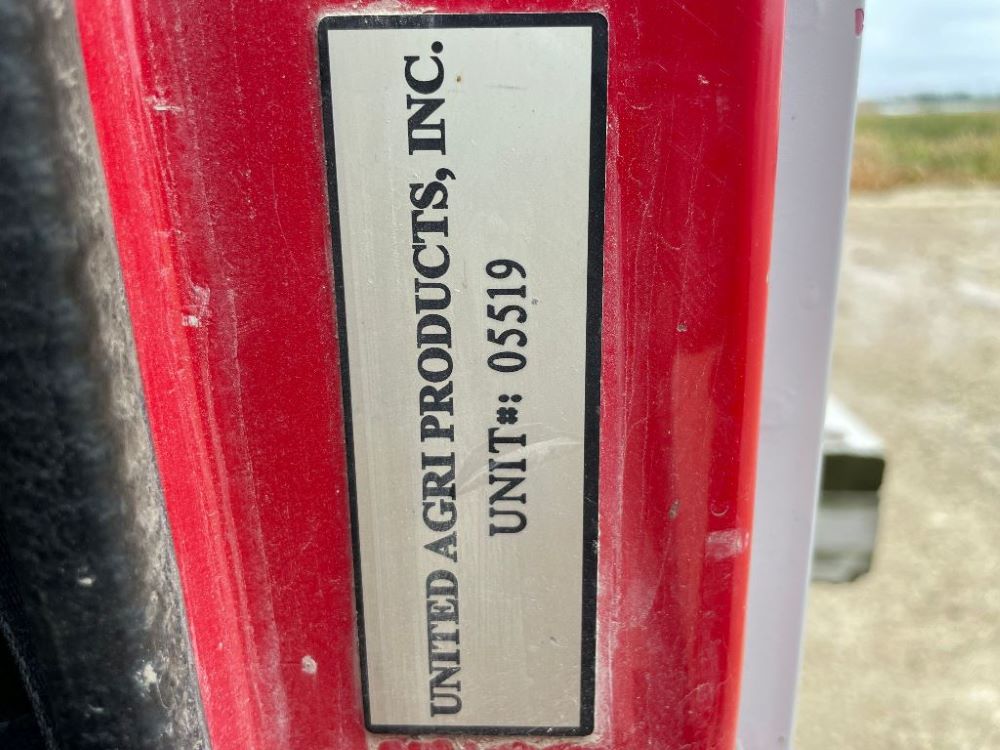 UNITED AGRI PRODUCTS, INC.
UNIT#: 05519